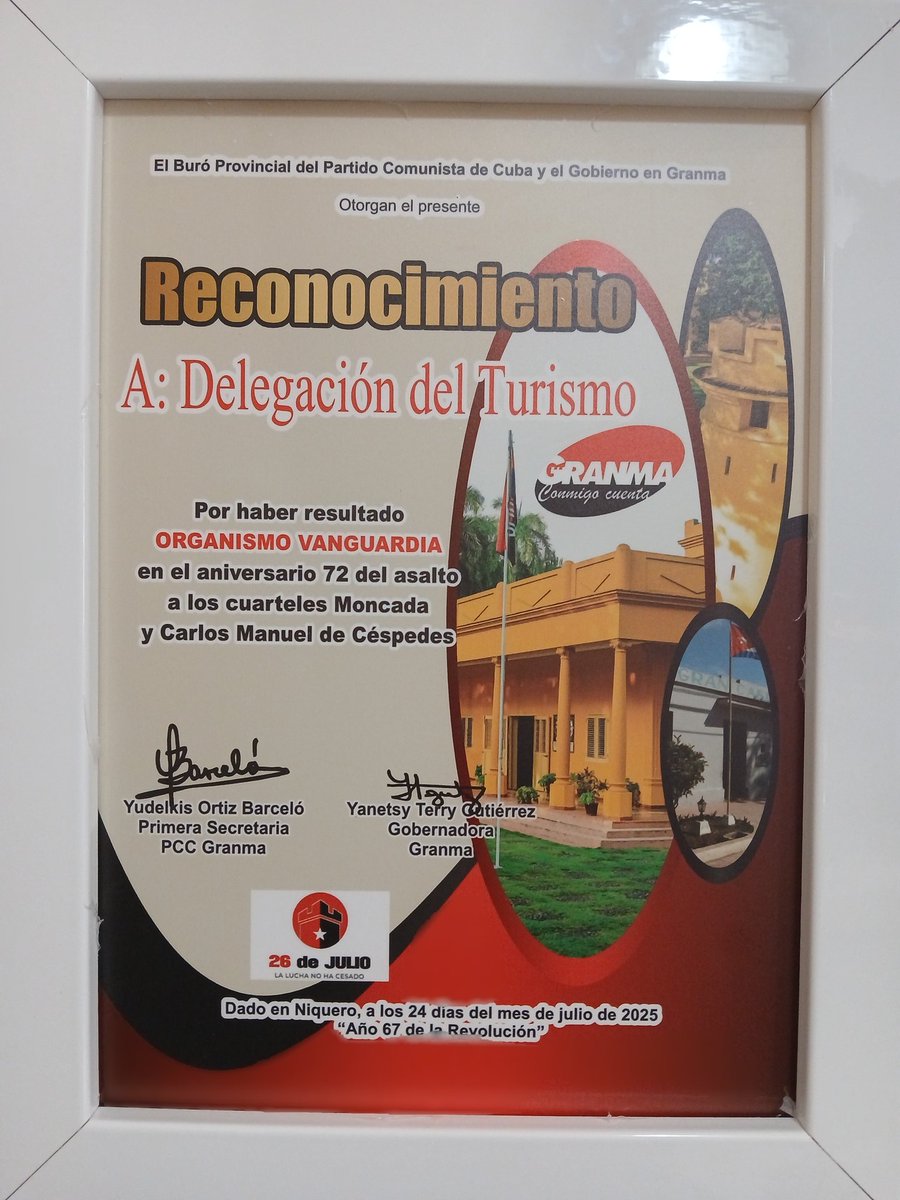 El Buró Provincial del Partido Comunista de Cuba y el Gobierno en Granma
Otorgan el presente
Reconocimiento
A: Delegación del Turismo
GRANMA
Conmigo cuenta
Por haber resultado
ORGANISMO VANGUARDIA
en el aniversario 72 del asalto
a los cuarteles Moncada
y Carlos Manuel de Céspedes
Barceló
Yudelkis Ortiz Barceló
Primera Secretaria
PCC Granma
Yanetsy Terry Gutiérrez
Gobernadora
Granma
26 de JULIO
LA LUCHA NO HA CESADO
Dado en Niquero, a los 24 días del mes de julio de 2025
“Año 67 de la Revolución”